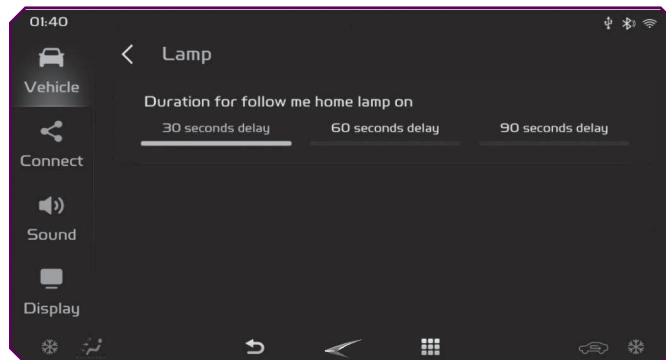 01:40
Lamp
Vehicle
Duration for follow me home lamp on
30 seconds delay 60 seconds delay 90 seconds delay
Connect
Sound
Display